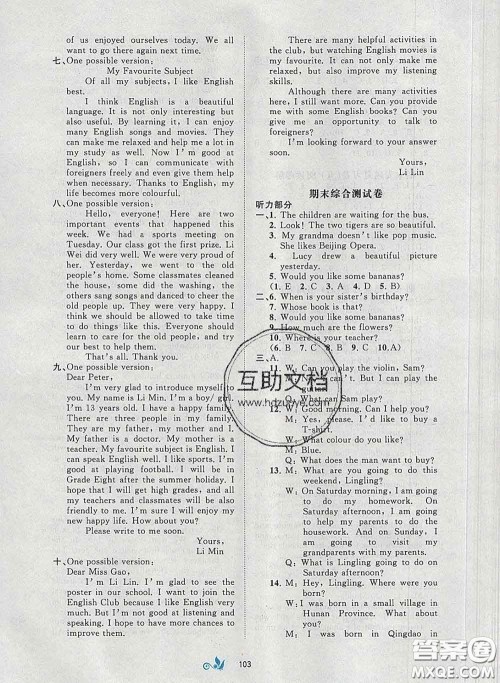 of us enjoyed ourselves today. We all
want to go there again next time.
七、One possible version:
My Favourite Subject
Of all my subjects, I like English
best.
I think English is a beautiful
language. It is not only interesting but
also useful. By learning it, I can enjoy
many English songs and movies. They
can make me relaxed and help me a lot
in my study as well. Now I'm good at
English, so I can communicate with
foreigners freely and even give them help
when necessary. Thanks to English, my
life becomes more colourful.
八、One possible version:
Hello, everyone! Here are two
important events that happened this
week. We had a sports meeting on
Tuesday. Our class got the first prize. Li
Wei did very well. We went to the old
people's home. Some classmates cleaned
the house, and some did the washing, the
others sang songs and danced to cheer the
old people up. They were very happy. I
think we should be allowed to take time
to do things like this. Everyone should
learn to care for the old people and do
something to help them.
That's all. Thank you.
九、One possible version:
Dear Peter,
I'm very glad to introduce myself to
you. My name is Li Min. I'm a boy/ girl.
I'm 13 years old. I have a happy family.
There are three people in my family.
They are my father, my mother and me.
My father is a doctor. My mother is a
teacher. My favourite subject is English. I
can speak English well. I like sports. I'm
good at playing football. I will be in
Grade Eight after the summer holiday. I
hope that I will get high grades, and all
my teachers and classmates will be proud
of me. I'm sure I will enjoy my new
happy life. How about you?
Please write to me soon.
Yours,
Li Min
十、One possible version:
Dear Miss Gao,
I'm Li Lin. I'm glad to see the
poster in our school. I want to join the
English Club because I like English very
much. But I'm not good at listening and
speaking. I hope to have more chances
to improve them.
There are many helpful activities in
the club, but watching English movies is
my favourite. It can not only make me
relaxed, but also improve my listening
skills.
Although there are many activities
here, I still want more. Can you provide
me with some English books? Can you
give me an opportunity to talk to
foreigners?
I'm looking forward to your answer
soon.
Yours,
Li Lin
期末综合测试卷
听力部分
一、1. The children are waiting for the bus.
2. Look! The two tigers are so beautiful.
3. My grandma doesn't like pop music.
She likes Beijing Opera.
4. Lucy drew a beautiful picture
yesterday.
5. Would you like some bananas?
(1. E 2. C 3. A 4. D 5. B)
二、6. When is your sister's birthday?
7. Whose book is that?
8. Would you like some bananas?
9. How much are the flowers?
10. Where is your teacher?
(6. B 7. A 8. C 9. C 10. A)
三、A.
11. W: Can you play the violin, Sam?
M: I can't. But I can play the
guitar.
Q: What can Sam play?
12. W: Good morning. Can I help you?
M: Yes, please. I'd like to buy a
T-shirt.
W: What colour do you like?
M: Blue.
Q: What does the man want to buy?
13. M: What are you going to do this
weekend, Lingling?
W: On Saturday morning, I am
going to study. On Saturday
afternoon, I am going to help
my parents to do the
housework. And on Sunday, I
am going to visit my
grandparents.
Q: What is Lingling going to do on
Saturday afternoon?
14. M: Hey, Lingling. Where were you
born?
W: I was born in a small village in
Hunan Province. What about you?
M: I was born in Qingdao in
103
互助文档
www.hdzuoye.com
答案圈
MXQE.COM